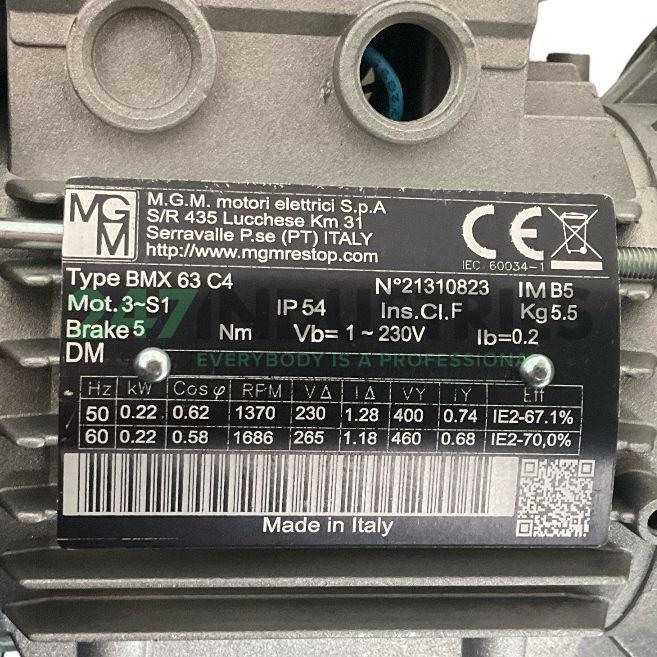 MGM
M.G.M. motori elettrici S.p.A
S/R 435 Lucchese Km 31
Serravalle P.se (PT) ITALY
http://www.mgmrestop.com
CE
IEC 60034-1
Type BMX 63 C4 N°21310823 IM B5
Mot.3~S1 IP 54 Ins.Cl.F Kg 5.5
Brake 5 Nm Vb= 1 ~ 230V Ib=0.2
DM
247 INDUSTRIES
EVERYBODY IS A PROFESSIONAL
Hz kW Cos φ RPM V Δ I Δ VY IY Eff
50 0.22 0.62 1370 230 1.28 400 0.74 IE2-67.1%
60 0.22 0.58 1686 265 1.18 460 0.68 IE2-70,0%
Made in Italy